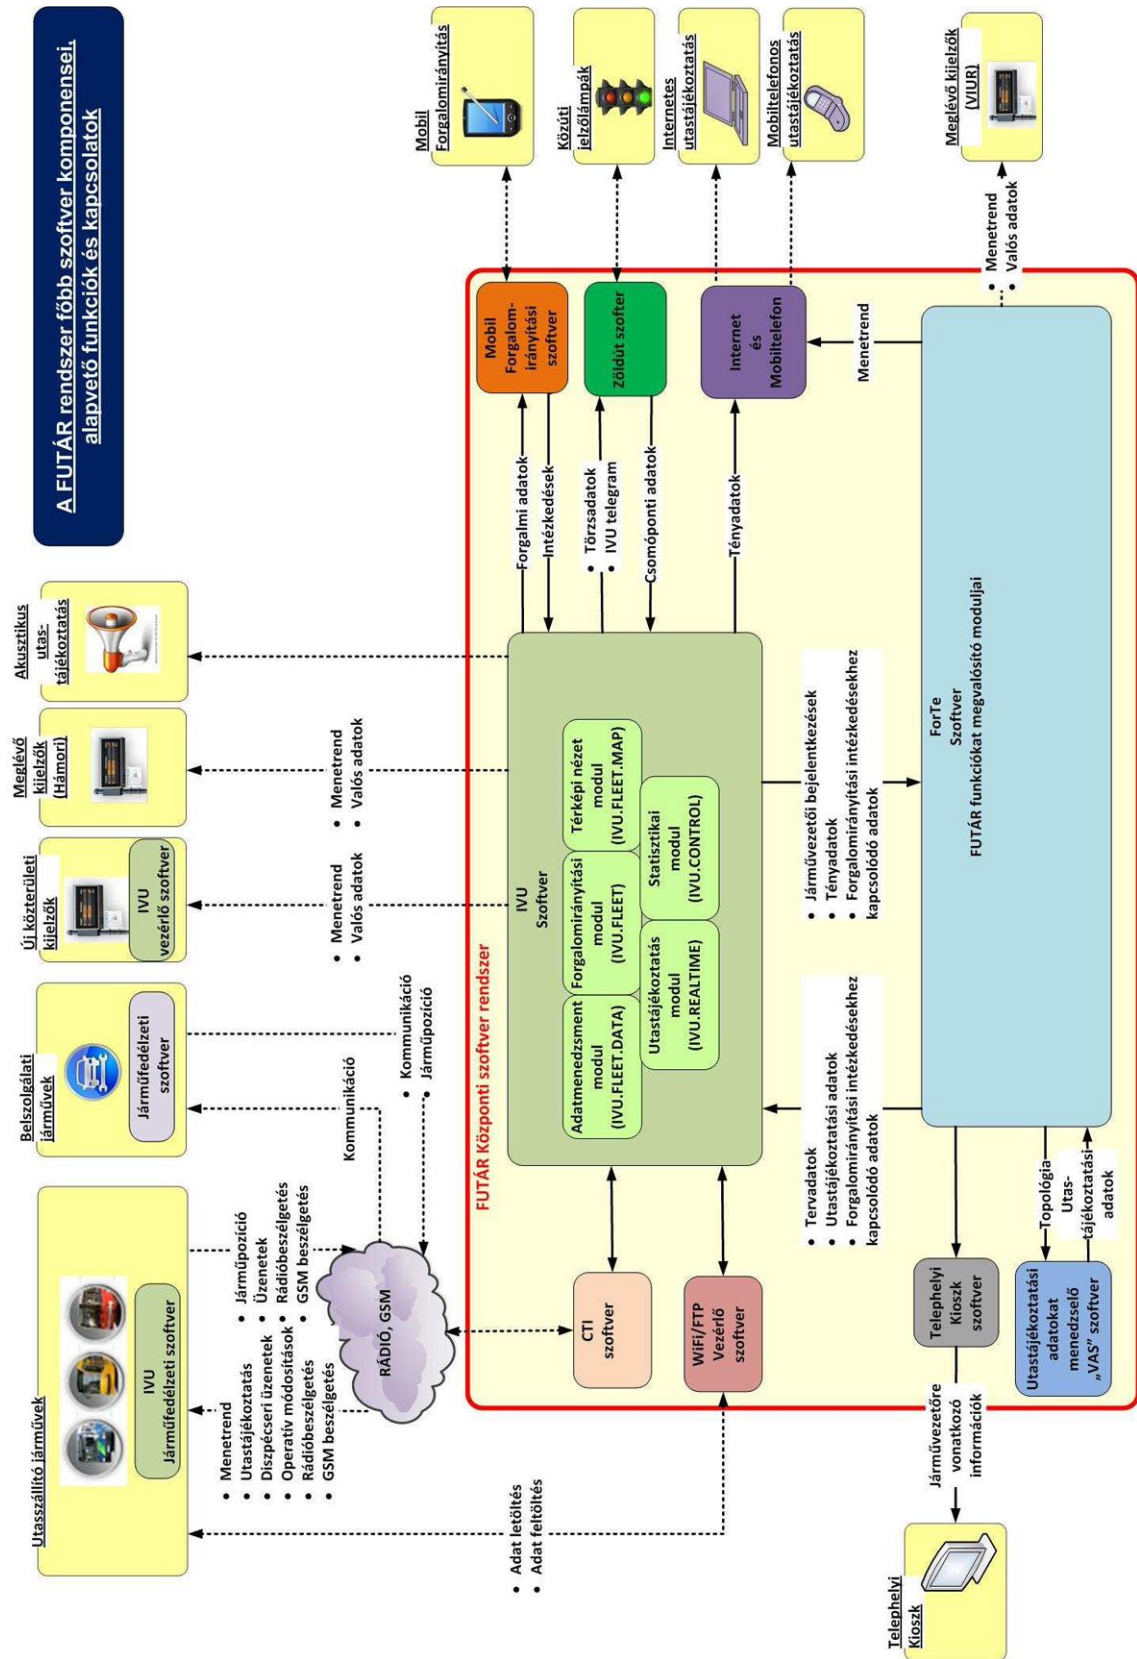 A FUTÁR rendszer főbb szoftver komponensei,
alapvető funkciók és kapcsolatok
Utasszállító járművek
IVU
Járműfedélzeti szoftver
Belszolgálati
járművek
Járműfedélzeti
szoftver
Új közterületi
kijelzők
IVU
vezérlő szoftver
Meglévő
kijelzők
(Hámori)
Akusztikus
utas-
tájékoztatás
• Menetrend
• Utastájékoztatás
• Diszpécseri üzenetek
• Operatív módosítások
• Rádióbeszélgetés
• GSM beszélgetés
• Járműpozíció
• Üzenetek
• Rádióbeszélgetés
• GSM beszélgetés
Kommunikáció
• Kommunikáció
• Járműpozíció
• Menetrend
• Valós adatok
• Menetrend
• Valós adatok
RÁDIÓ, GSM
• Adat letöltés
• Adat feltöltés
FUTÁR Központi szoftver rendszer
CTI
szoftver
WiFi/FTP
Vezérlő
szoftver
IVU
Szoftver
Adatmenedzsment
modul
(IVU.FLEET.DATA)
Forgalomirányítási
modul
(IVU.FLEET)
Térképi nézet
modul
(IVU.FLEET.MAP)
Utastájékoztatás
modul
(IVU.REALTIME)
Statisztikai
modul
(IVU.CONTROL)
Forgalmi adatok
Intézkedések
• Törzsadatok
• IVU telegram
Csomóponti adatok
Tényadatok
Mobil
Forgalom-
irányítási
szoftver
Zöldút szofter
Internet
és
Mobiltelefon
Mobil
Forgalomirányítás
Közúti
jelzőlámpák
Internetes
utastájékoztatás
Mobiltelefonos
utastájékoztatás
• Tervadatok
• Utastájékoztatási adatok
• Forgalomirányítási intézkedésekhez
kapcsolódó adatok
• Járművezetői bejelentkezések
• Tényadatok
• Forgalomirányítási intézkedésekhez
kapcsolódó adatok
Menetrend
Telephelyi
Kioszk
szoftver
Topológia
Utas-
tájékoztatási
adatok
Utastájékoztatási
adatokat
menedzselő
„VAS” szoftver
ForTe
Szoftver
FUTÁR funkciókat megvalósító moduljai
• Menetrend
• Valós adatok
Meglévő kijelzők
(VIUR)
Járművezetőre
vonatkozó
információk
Telephelyi
Kioszk